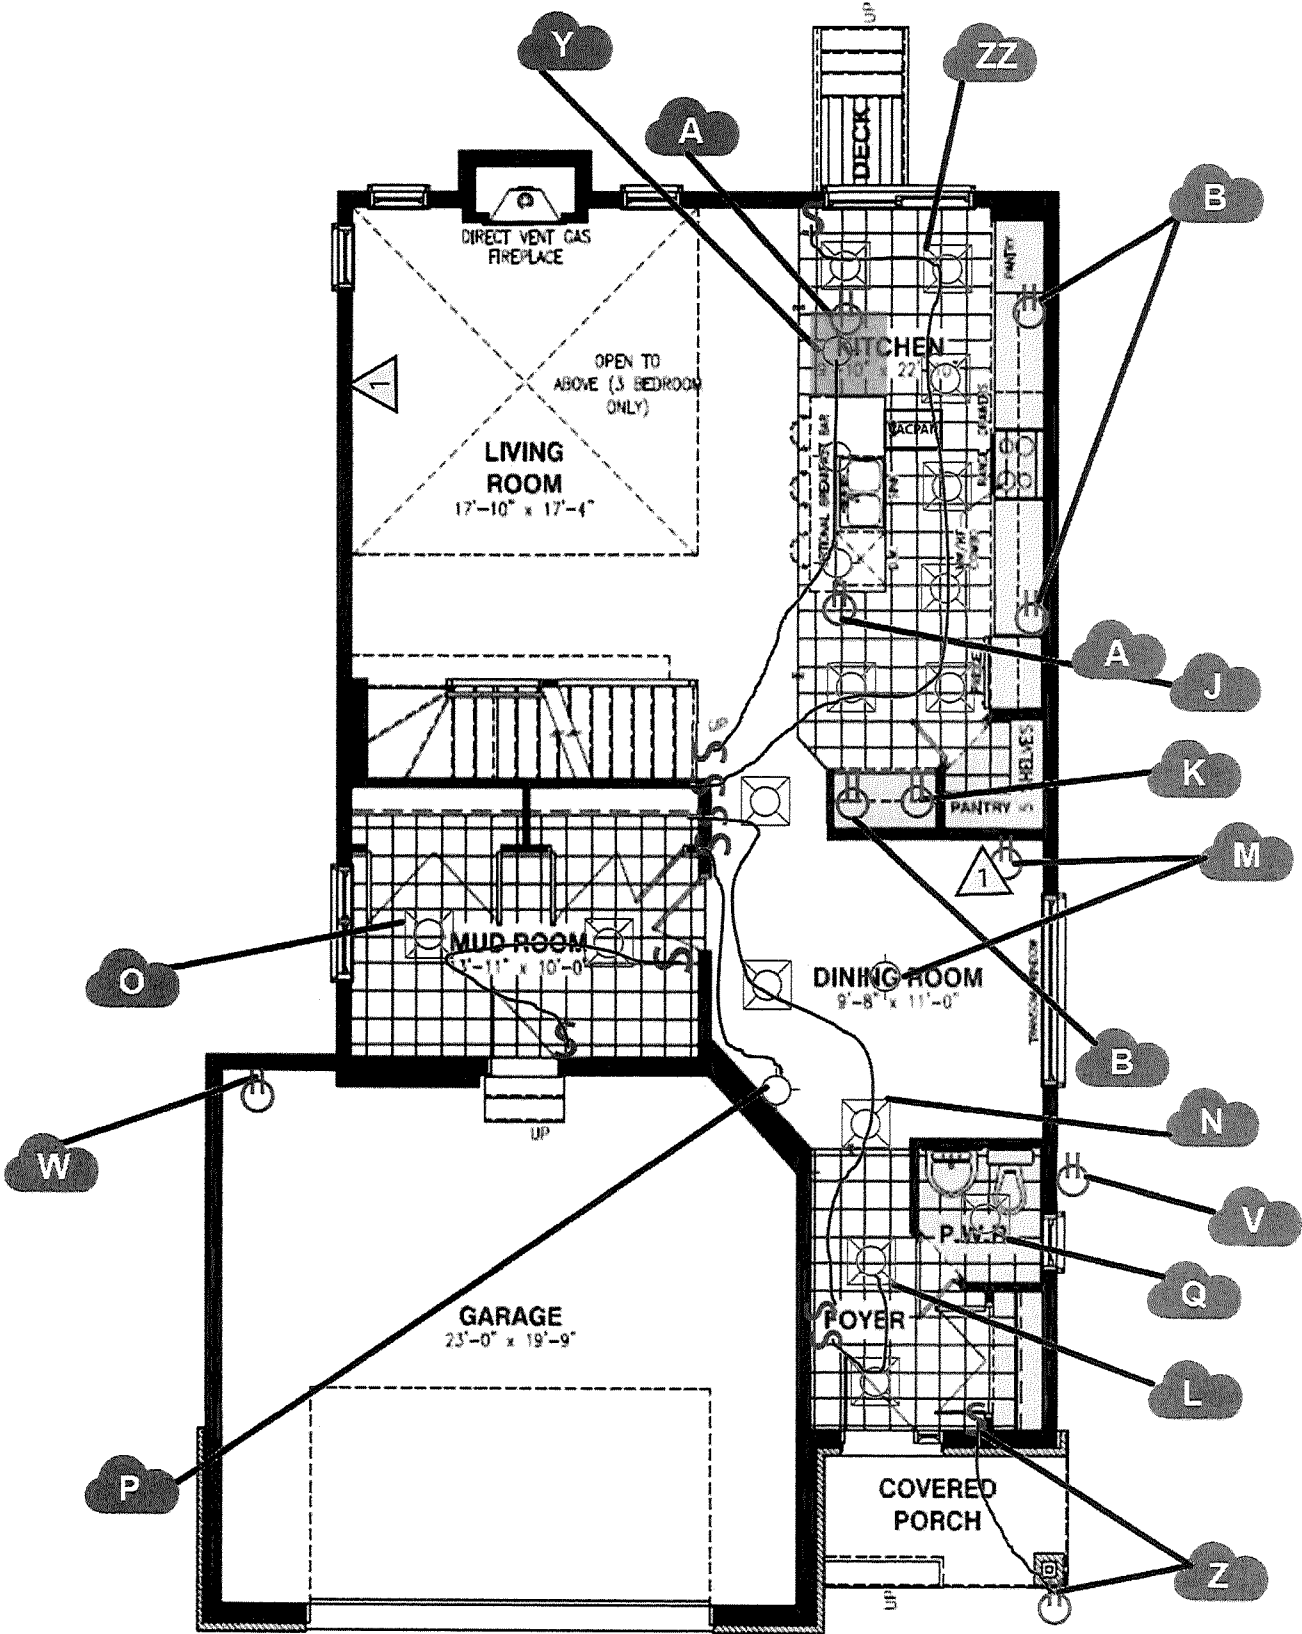 UP
Y
ZZ
A
DECK
B
DIRECT VENT GAS
FIREPLACE
PANTRY
KITCHEN
OPEN TO
ABOVE (3 BEDROOM
ONLY)
1
LIVING
ROOM
17'-10" x 17'-4"
RANGE
A
J
UP
K
PANTRY
M
1
MUD ROOM
O
DINING ROOM
9'-8" x 11'-0"
B
N
UP
W
V
P.W.R
Q
GARAGE
23'-0" x 19'-9"
FOYER
L
P
COVERED
PORCH
Z
UP